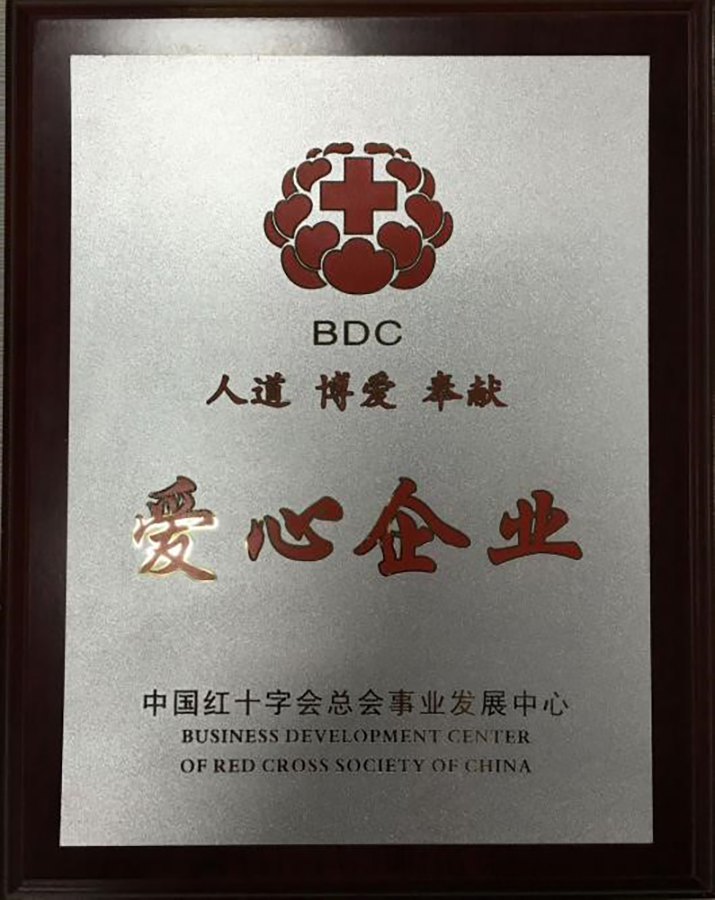 BDC
人道 博爱 奉献
爱心企业
中国红十字会总会事业发展中心
BUSINESS DEVELOPMENT CENTER
OF RED CROSS SOCIETY OF CHINA